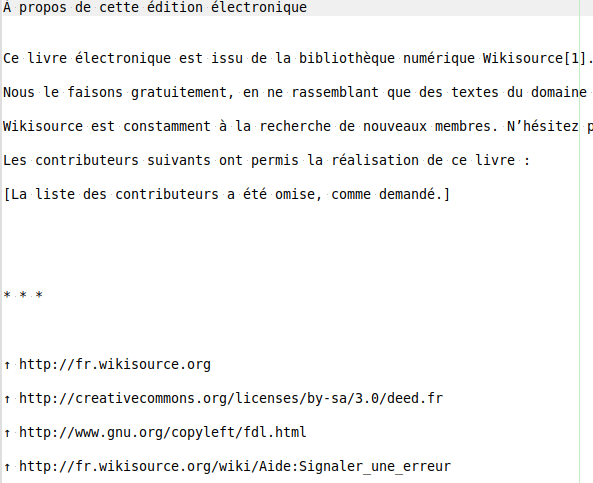 À propos de cette édition électronique
Ce livre électronique est issu de la bibliothèque numérique Wikisource[1].
Nous le faisons gratuitement, en ne rassemblant que des textes du domaine
Wikisource est constamment à la recherche de nouveaux membres. N’hésitez
Les contributeurs suivants ont permis la réalisation de ce livre :
[La liste des contributeurs a été omise, comme demandé.]
* * *
↑ http://fr.wikisource.org
↑ http://creativecommons.org/licenses/by-sa/3.0/deed.fr
↑ http://www.gnu.org/copyleft/fdl.html
↑ http://fr.wikisource.org/wiki/Aide:Signaler_une_erreur